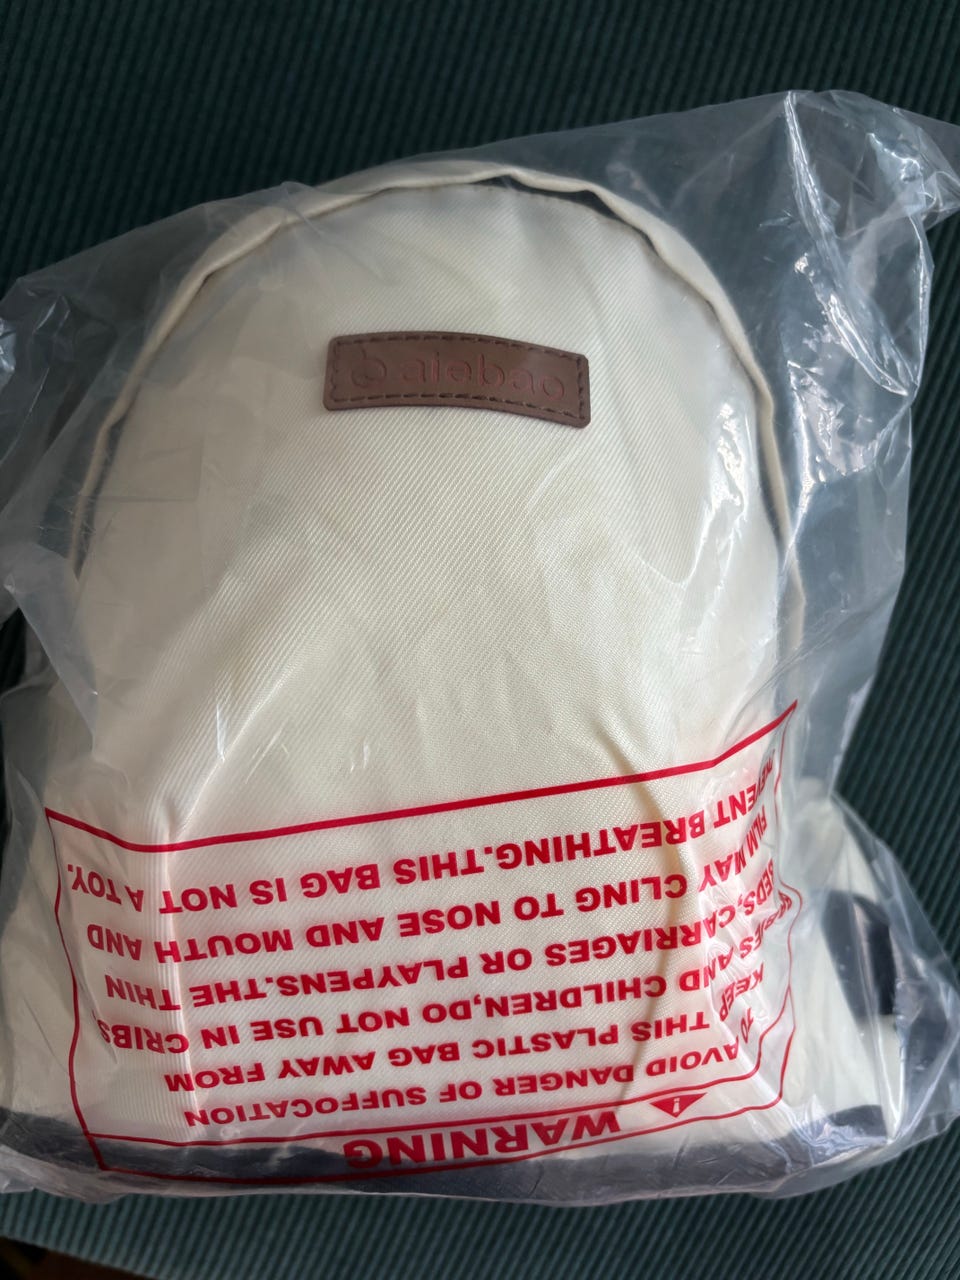 baiebao
WARNING
TO AVOID DANGER OF SUFFOCATION
KEEP THIS PLASTIC BAG AWAY FROM
BABIES AND CHILDREN,DO NOT USE IN CRIBS,
BEDS,CARRIAGES OR PLAYPENS.THE THIN
FILM MAY CLING TO NOSE AND MOUTH AND
PREVENT BREATHING.THIS BAG IS NOT A TOY.